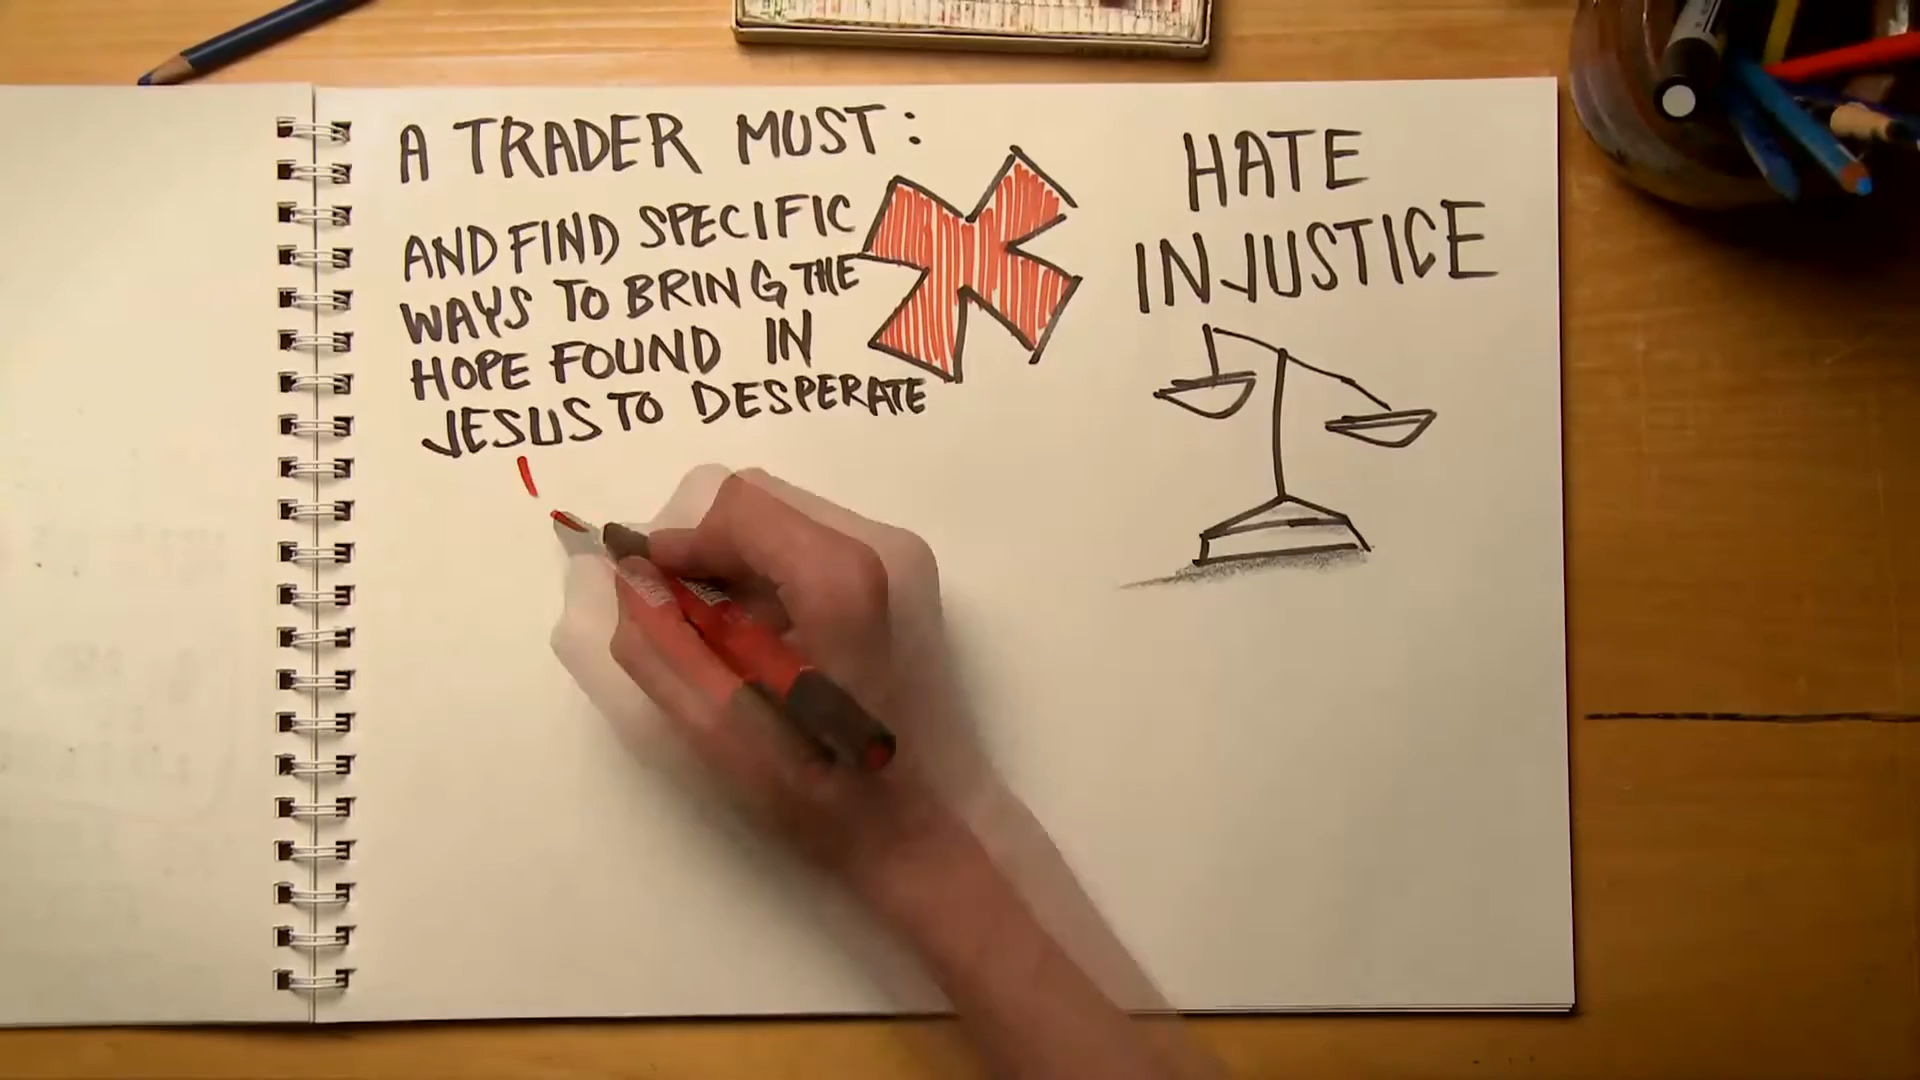 A TRADER MUST:
AND FIND SPECIFIC
WAYS TO BRING THE
HOPE FOUND IN
JESUS TO DESPERATE
HATE
INJUSTICE